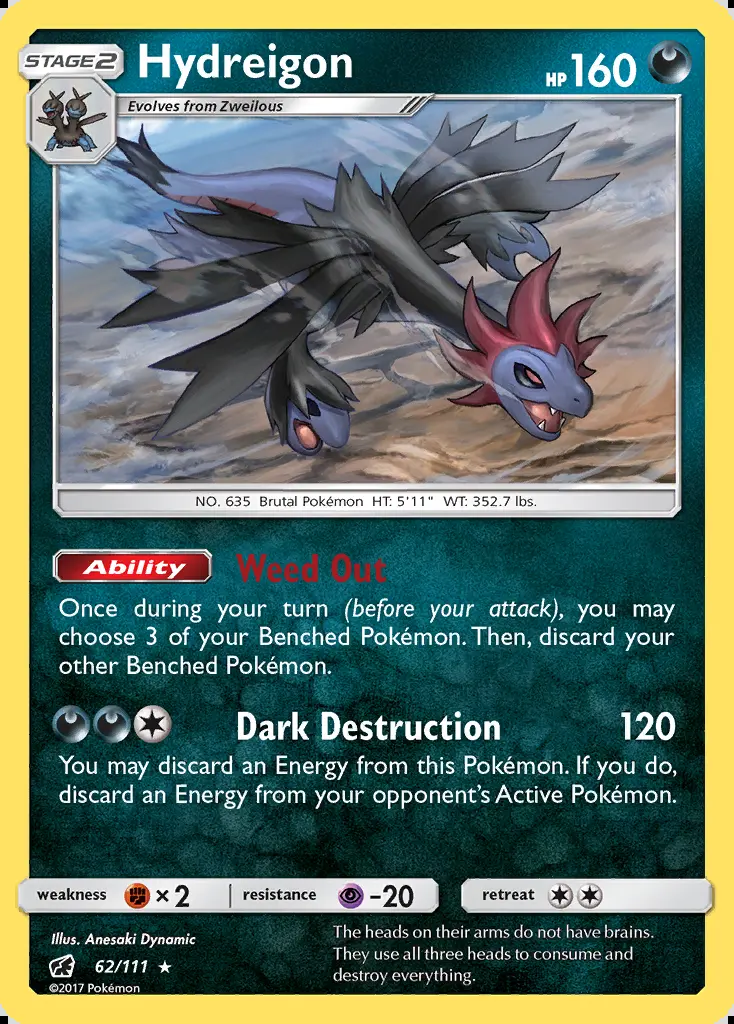 STAGE 2
Hydreigon
HP 160
Evolves from Zweilous
NO. 635 Brutal Pokémon HT: 5'11" WT: 352.7 lbs.
Ability Weed Out
Once during your turn (before your attack), you may
choose 3 of your Benched Pokémon. Then, discard your
other Benched Pokémon.
Dark Destruction 120
You may discard an Energy from this Pokémon. If you do,
discard an Energy from your opponent's Active Pokémon.
weakness × 2 resistance -20 retreat
Illus. Anesaki Dynamic
62/111 ★
©2017 Pokémon
The heads on their arms do not have brains.
They use all three heads to consume and
destroy everything.